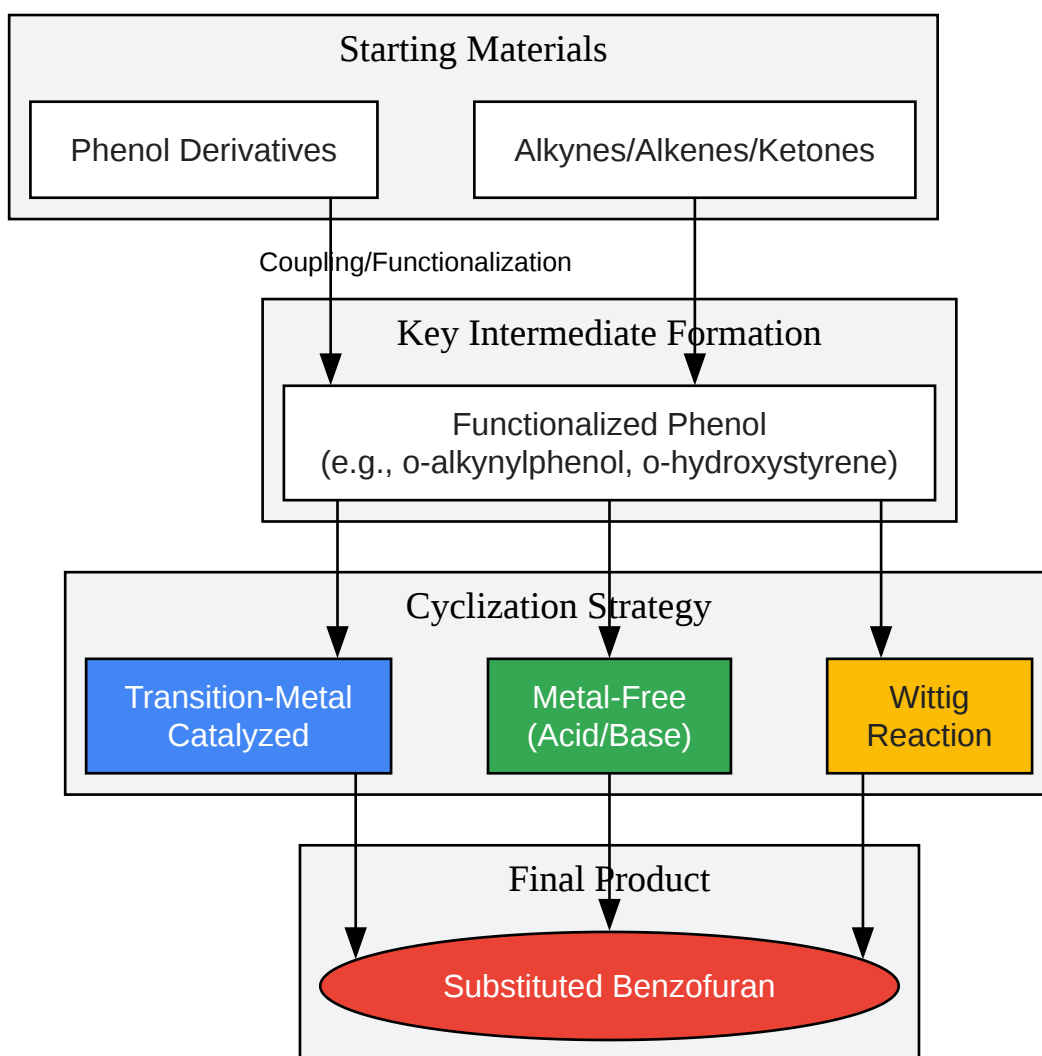 Starting Materials
Phenol Derivatives
Alkynes/Alkenes/Ketones
Coupling/Functionalization
Key Intermediate Formation
Functionalized Phenol
(e.g., o-alkynylphenol, o-hydroxystyrene)
Cyclization Strategy
Transition-Metal
Catalyzed
Metal-Free
(Acid/Base)
Wittig
Reaction
Final Product
Substituted Benzofuran